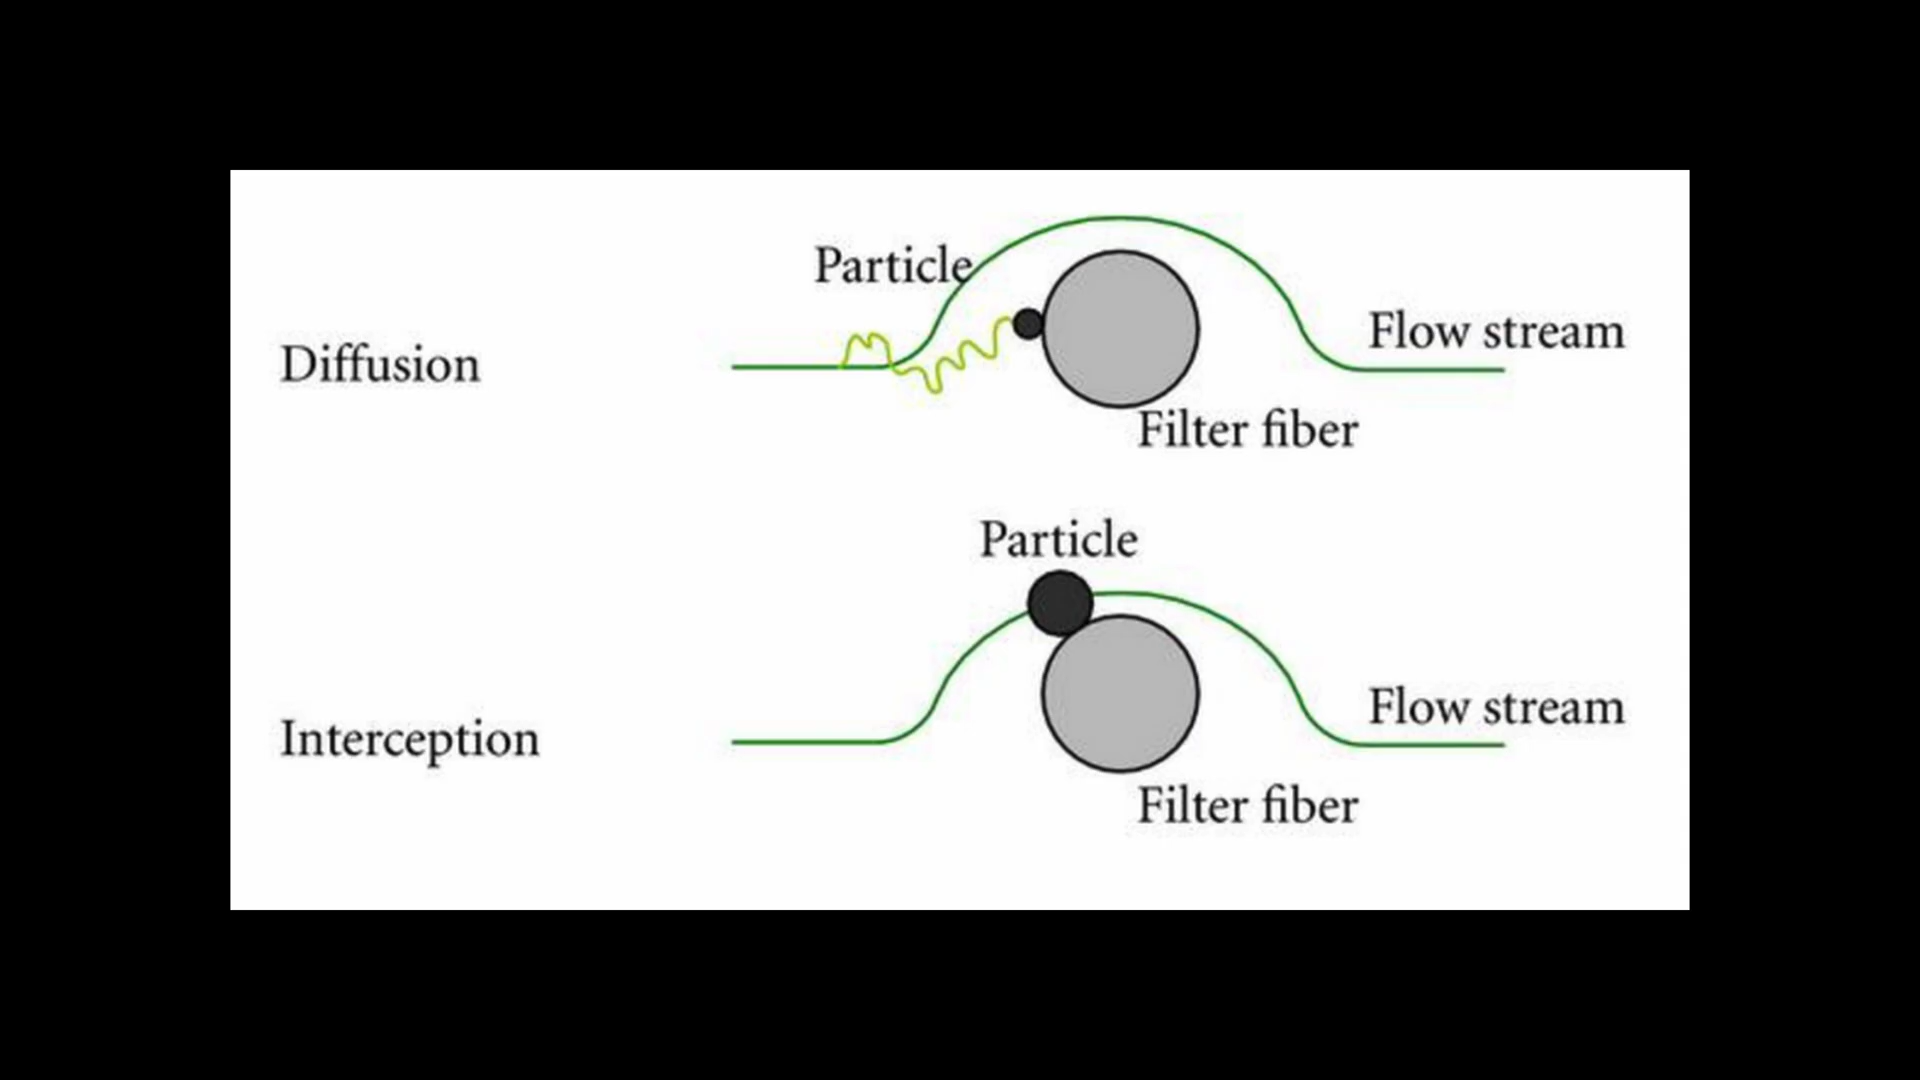 Particle
Diffusion
Flow stream
Filter fiber
Particle
Interception
Flow stream
Filter fiber